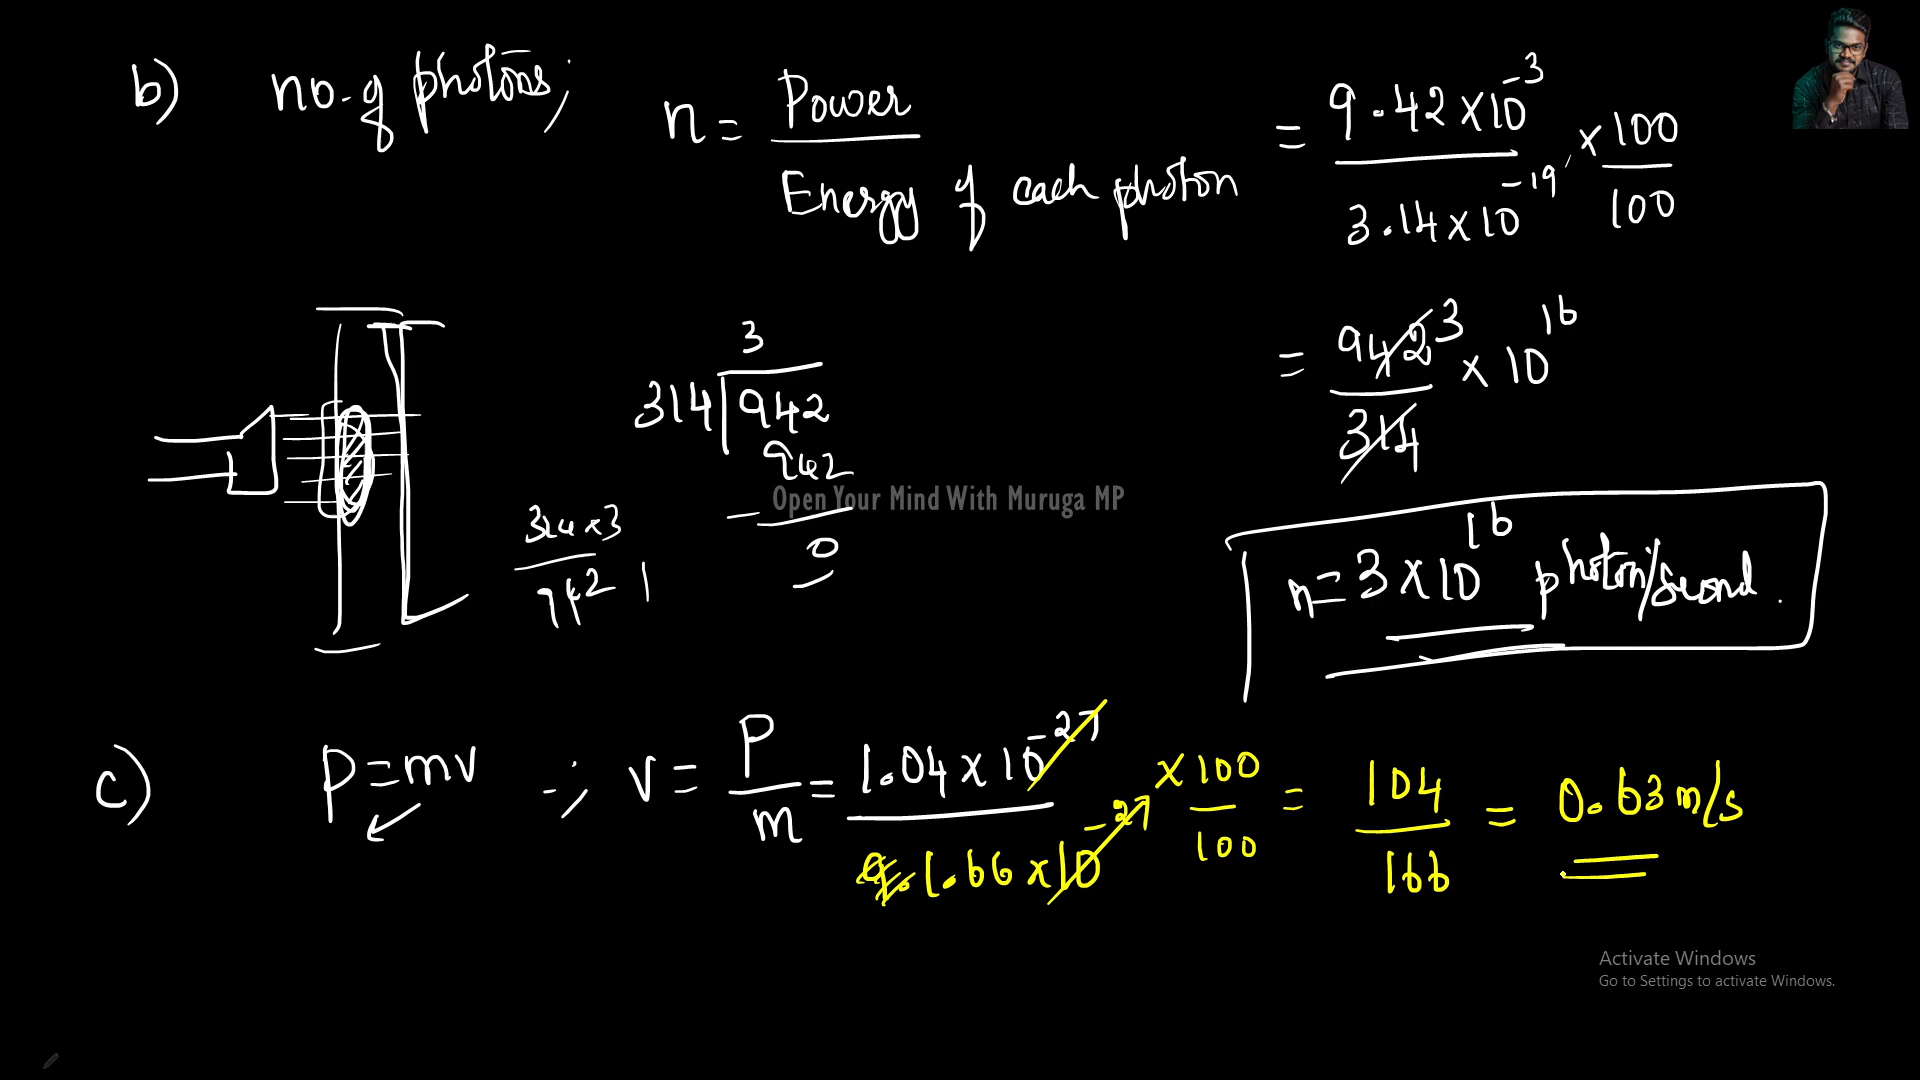 b) no. of photons; n = Power / Energy of each photon = 9.42 × 10^-3 / 3.14 × 10^-19 × 100 / 100
= 942 3 / 314 × 10^16
3
314 | 942
942
– 0
314 × 3
942
Open Your Mind With Muruga MP
n = 3 × 10^16 photon/second.
c) P = mv ; v = P / m = 1.04 × 10^-27 / 1.66 × 10^-27 × 100 / 100 = 104 / 166 = 0.63 m/s
Activate Windows
Go to Settings to activate Windows.